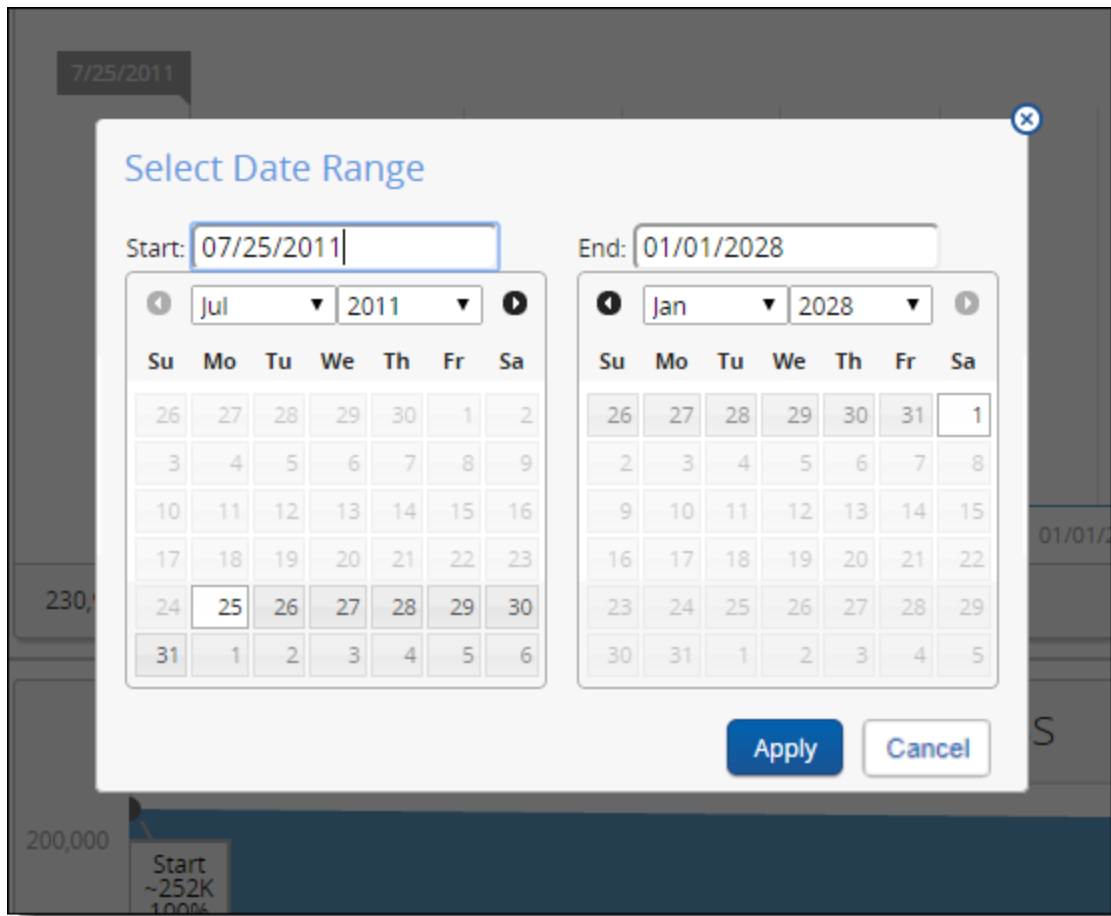 7/25/2011
Select Date Range
Start: 07/25/2011 End: 01/01/2028
Jul 2011 Jan 2028
Su Mo Tu We Th Fr Sa Su Mo Tu We Th Fr Sa
26 27 28 29 30 1 2 26 27 28 29 30 31 1
3 4 5 6 7 8 9 2 3 4 5 6 7 8
10 11 12 13 14 15 16 9 10 11 12 13 14 15
17 18 19 20 21 22 23 16 17 18 19 20 21 22
24 25 26 27 28 29 30 23 24 25 26 27 28 29
31 1 2 3 4 5 6 30 31 1 2 3 4 5
Apply Cancel
200,000
Start
~252K
100%